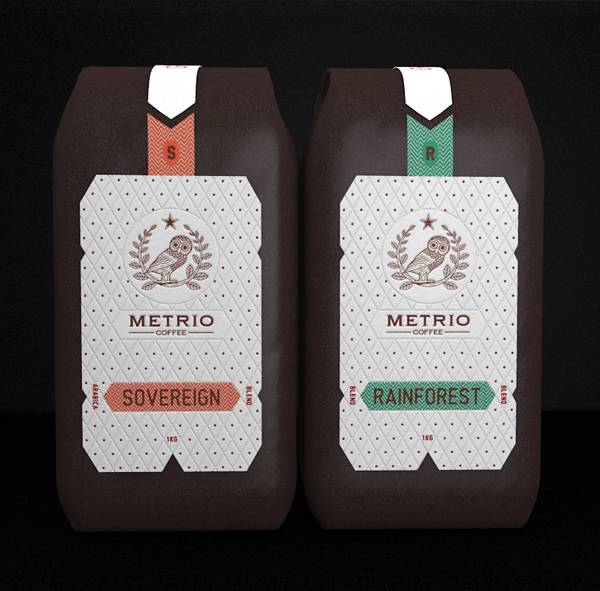 S
METRIO
COFFEE
ARABICA
SOVEREIGN
BLEND
1KG
R
METRIO
COFFEE
BLEND
RAINFOREST
BLEND
1KG